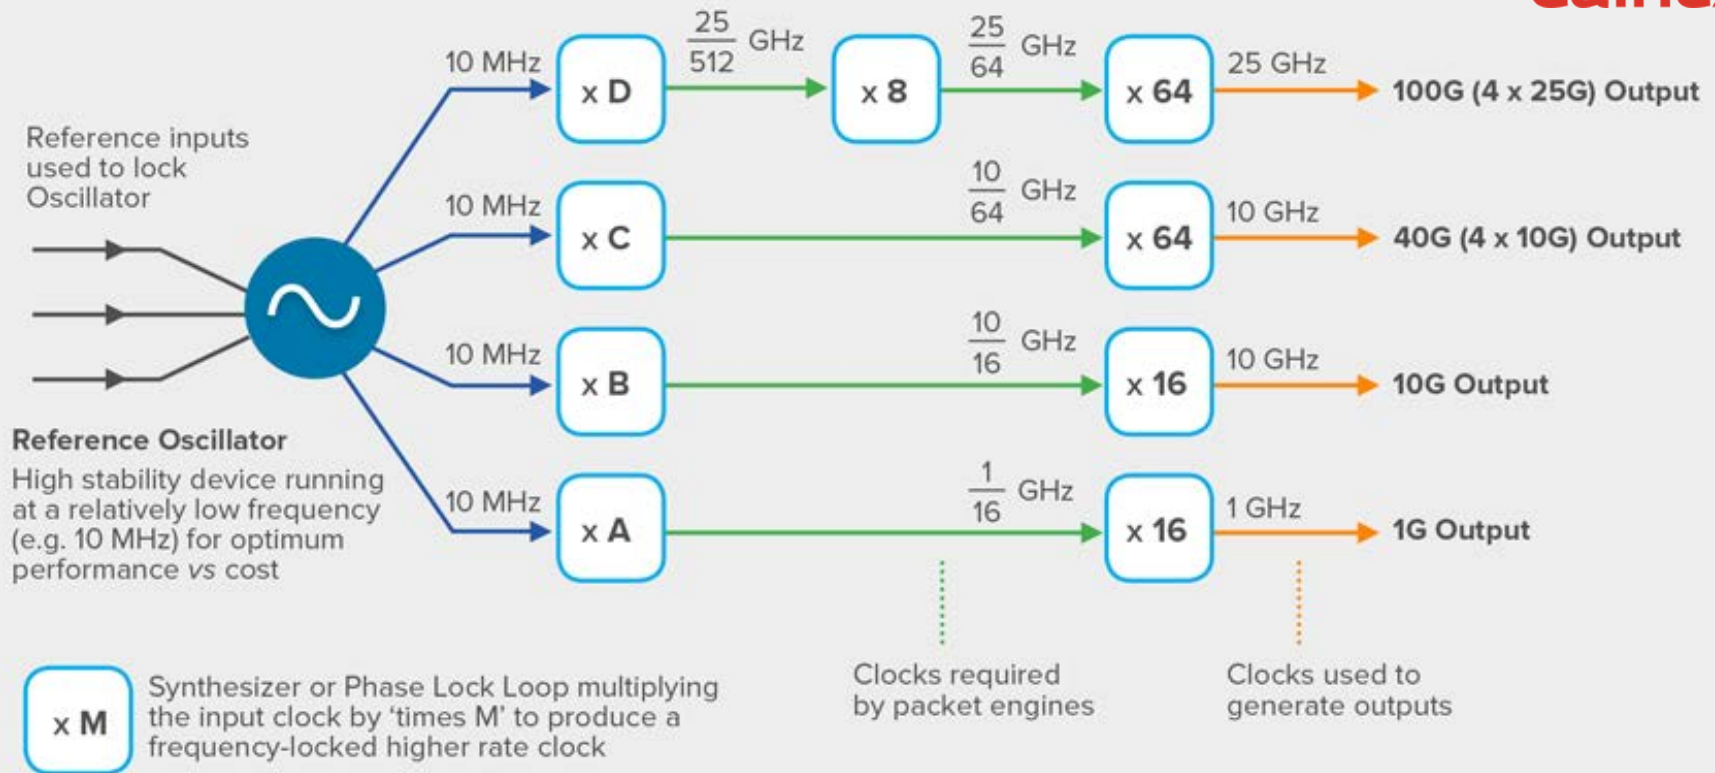 10 MHz
x D
25
512
GHz
x 8
25
64
GHz
x 64
25 GHz
100G (4 x 25G) Output
Reference inputs
used to lock
Oscillator
10 MHz
x C
10
64
GHz
x 64
10 GHz
40G (4 x 10G) Output
10 MHz
x B
10
16
GHz
x 16
10 GHz
10G Output
Reference Oscillator
High stability device running
at a relatively low frequency
(e.g. 10 MHz) for optimum
performance vs cost
10 MHz
x A
1
16
GHz
x 16
1 GHz
1G Output
Clocks required
by packet engines
Clocks used to
generate outputs
x M
Synthesizer or Phase Lock Loop multiplying
the input clock by ‘times M’ to produce a
frequency-locked higher rate clock